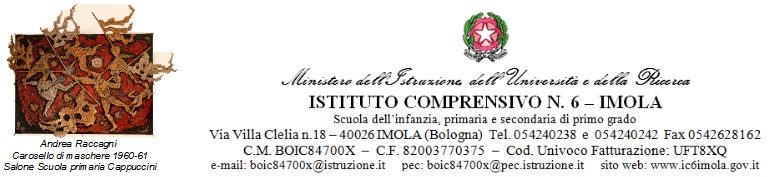 Ministero dell'Istruzione, dell'Università e della Ricerca
ISTITUTO COMPRENSIVO N. 6 – IMOLA
Scuola dell'infanzia, primaria e secondaria di primo grado
Via Villa Clelia n.18 – 40026 IMOLA (Bologna) Tel. 054240238 e 054240242 Fax 0542628162
C.M. BOIC84700X – C.F. 82003770375 – Cod. Univoco Fatturazione: UFT8XQ
e-mail: boic84700x@istruzione.it pec: boic84700x@pec.istruzione.it sito web: www.ic6imola.gov.it
Andrea Raccagni
Carosello di maschere 1960-61
Salone Scuola primaria Cappuccini